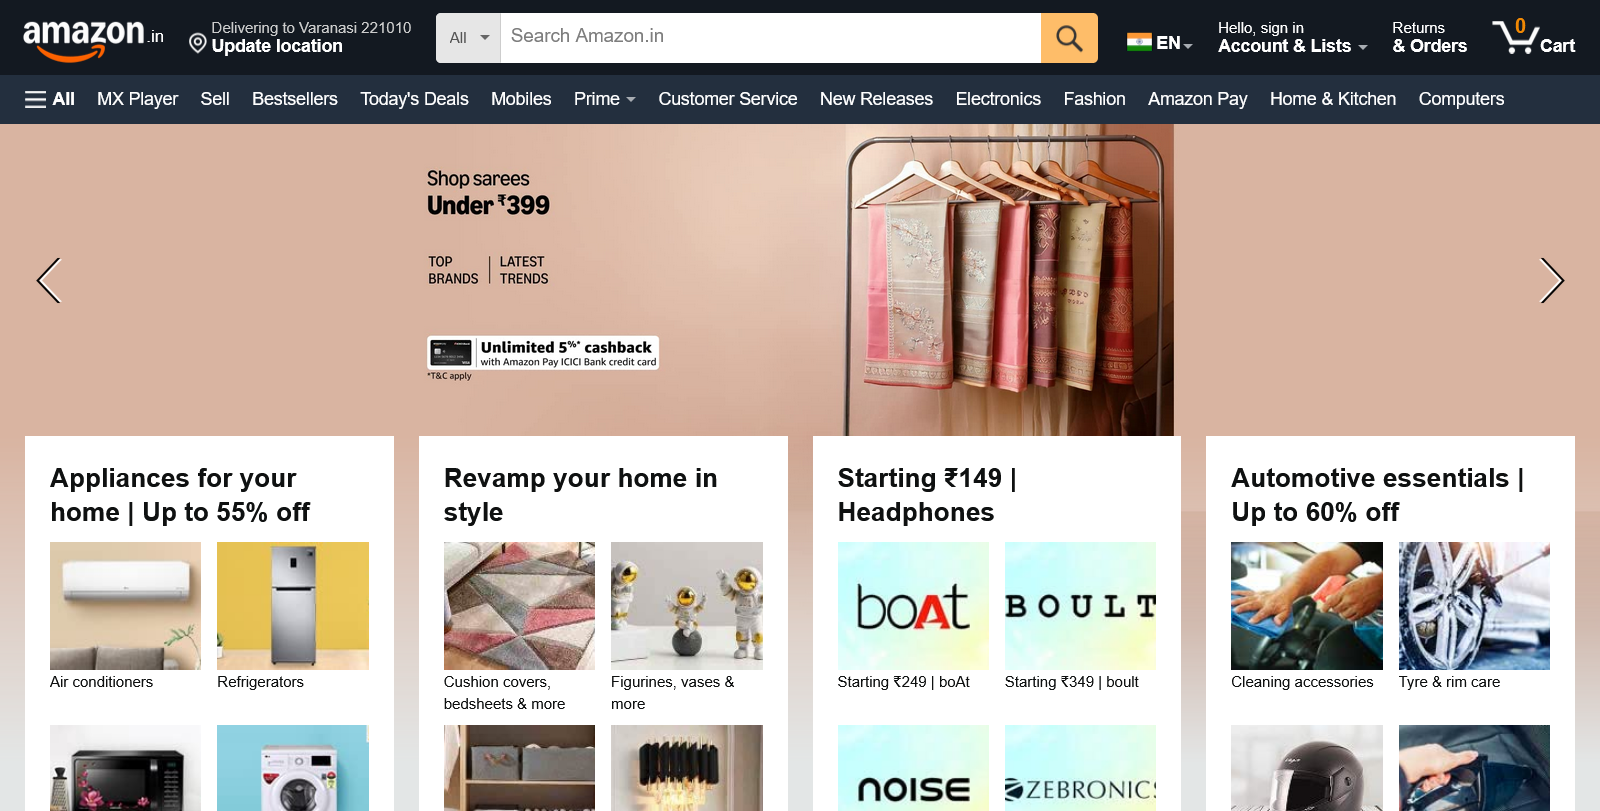 amazon.in
Delivering to Varanasi 221010
Update location
All
Search Amazon.in
EN
Hello, sign in
Account & Lists
Returns
& Orders
0
Cart
All
MX Player
Sell
Bestsellers
Today's Deals
Mobiles
Prime
Customer Service
New Releases
Electronics
Fashion
Amazon Pay
Home & Kitchen
Computers
Shop sarees
Under ₹399
TOP
BRANDS
LATEST
TRENDS
Unlimited 5%* cashback
with Amazon Pay ICICI Bank credit card
*T&C apply
Appliances for your
home | Up to 55% off
Air conditioners
Refrigerators
Revamp your home in
style
Cushion covers,
bedsheets & more
Figurines, vases &
more
Starting ₹149 |
Headphones
boAt
BOULT
Starting ₹249 | boAt
Starting ₹349 | boult
NOISE
ZEBRONICS
Automotive essentials |
Up to 60% off
Cleaning accessories
Tyre & rim care